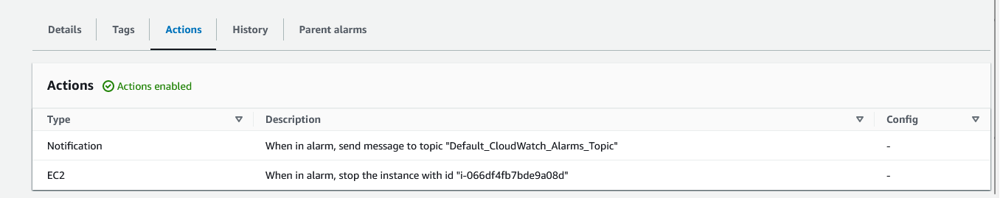 Details Tags Actions History Parent alarms
Actions Actions enabled
Type Description Config
Notification When in alarm, send message to topic "Default_CloudWatch_Alarms_Topic" -
EC2 When in alarm, stop the instance with id "i-066df4fb7bde9a08d" -